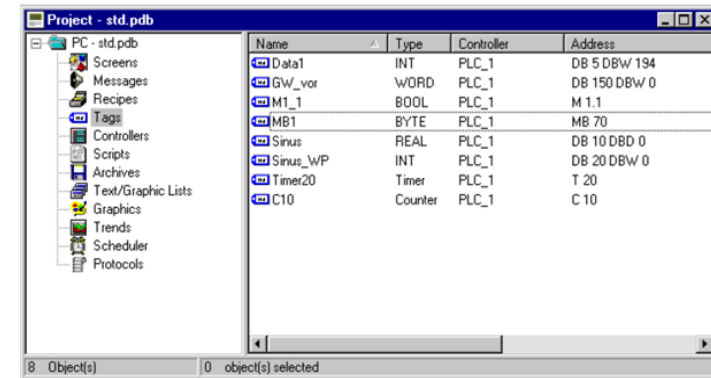 Project - std.pdb
PC - std.pdb
Screens
Messages
Recipes
Tags
Controllers
Scripts
Archives
Text/Graphic Lists
Graphics
Trends
Scheduler
Protocols
Name Type Controller Address
Data1 INT PLC_1 DB 5 DBW 194
GW_vor WORD PLC_1 DB 150 DBW 0
M1_1 BOOL PLC_1 M 1.1
MB1 BYTE PLC_1 MB 70
Sinus REAL PLC_1 DB 10 DBD 0
Sinus_WP INT PLC_1 DB 20 DBW 0
Timer20 Timer PLC_1 T 20
C10 Counter PLC_1 C 10
8 Object(s) 0 object(s) selected